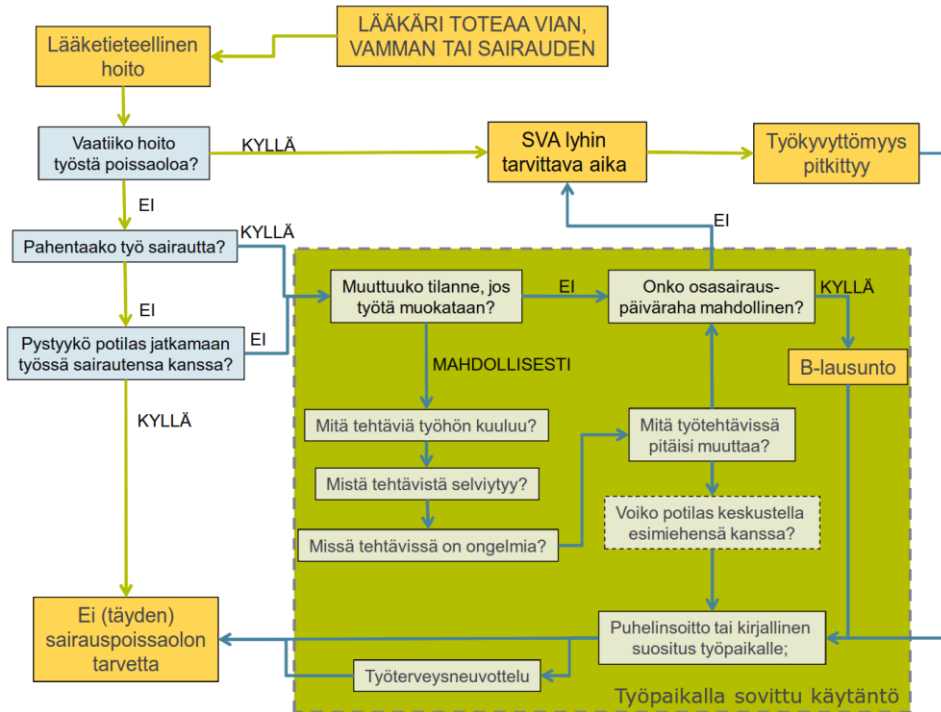 LÄÄKÄRI TOTEAA VIAN,
VAMMAN TAI SAIRAUDEN
Lääketieteellinen
hoito
Vaatiiko hoito
työstä poissaoloa?
KYLLÄ
SVA lyhin
tarvittava aika
Työkyvyttömyys
pitkittyy
EI
Pahentaako työ sairautta?
KYLLÄ
EI
Muuttuuko tilanne, jos
työtä muokataan?
EI
Onko osasairaus-
päiväraha mahdollinen?
KYLLÄ
EI
Pystyykö potilas jatkamaan
työssä sairautensa kanssa?
EI
MAHDOLLISESTI
B-lausunto
KYLLÄ
Mitä tehtäviä työhön kuuluu?
Mistä tehtävistä selviytyy?
Missä tehtävissä on ongelmia?
Mitä työtehtävissä
pitäisi muuttaa?
Voiko potilas keskustella
esimiehensä kanssa?
Ei (täyden)
sairauspoissaolon
tarvetta
Puhelinsoitto tai kirjallinen
suositus työpaikalle;
Työterveysneuvottelu
Työpaikalla sovittu käytäntö